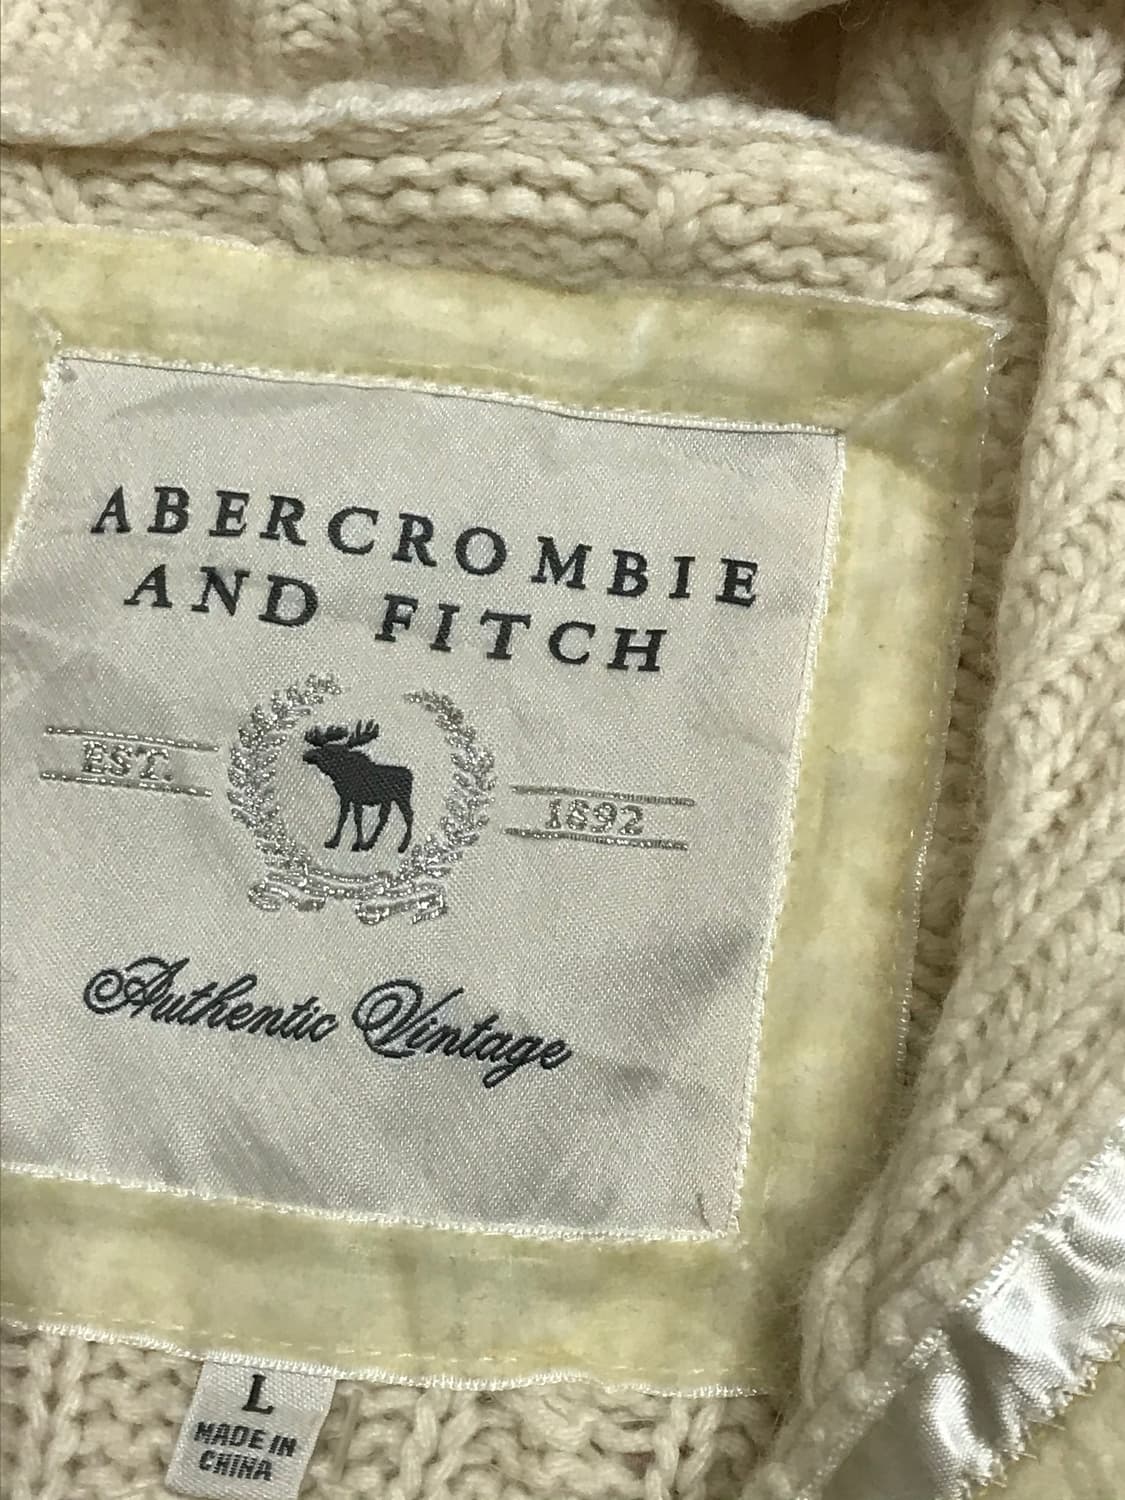 ABERCROMBIE
AND FITCH
EST. 1892
Authentic Vintage
L
MADE IN
CHINA